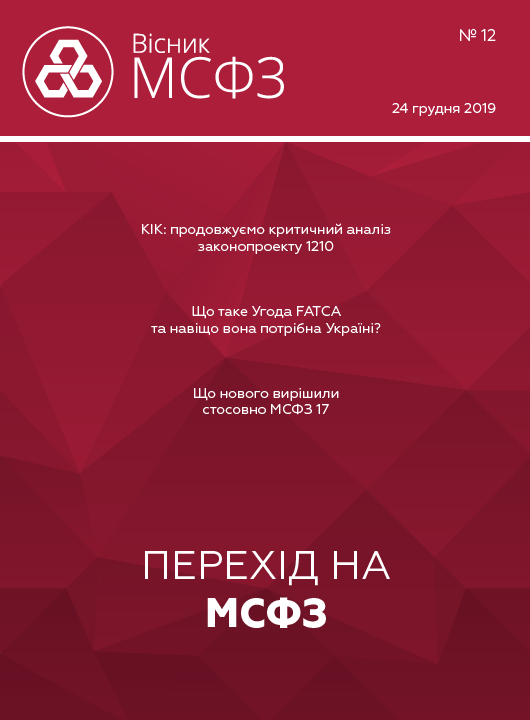 Вісник
МСФЗ
№ 12
24 грудня 2019
КІК: продовжуємо критичний аналіз
законопроекту 1210
Що таке Угода FATCA
та навіщо вона потрібна Україні?
Що нового вирішили
стосовно МСФЗ 17
ПЕРЕХІД НА
МСФЗ